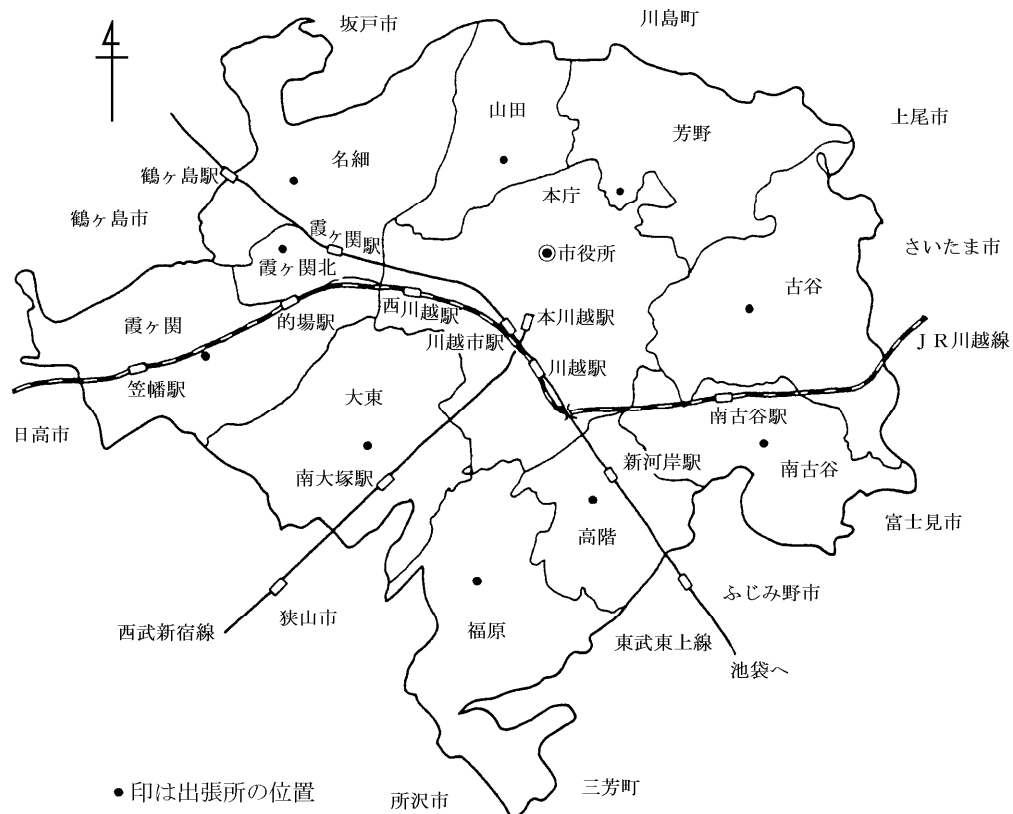 坂戸市
川島町
山田
芳野
上尾市
名細
鶴ヶ島駅
本庁
鶴ヶ島市
霞ヶ関駅
さいたま市
市役所
霞ヶ関北
古谷
霞ヶ関
的場駅
西川越駅
本川越駅
川越市駅
JR川越線
川越駅
笠幡駅
大東
南古谷駅
日高市
新河岸駅
南古谷
南大塚駅
富士見市
高階
ふじみ野市
狭山市
福原
西武新宿線
東武東上線
池袋へ
三芳町
●印は出張所の位置
所沢市